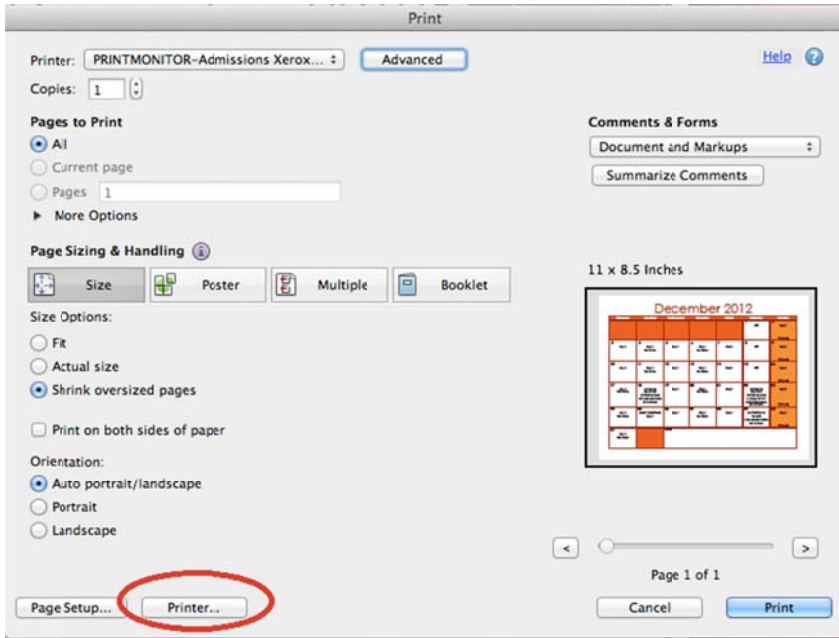 Print
Printer: PRINTMONITOR-Admissions Xerox... Advanced Help ?
Copies: 1
Pages to Print
All
Current page
Pages 1
More Options
Comments & Forms
Document and Markups
Summarize Comments
Page Sizing & Handling i
Size Poster Multiple Booklet
Size Options:
Fit
Actual size
Shrink oversized pages
Print on both sides of paper
Orientation:
Auto portrait/landscape
Portrait
Landscape
11 x 8.5 Inches
December 2012
< >
Page 1 of 1
Page Setup... Printer... Cancel Print